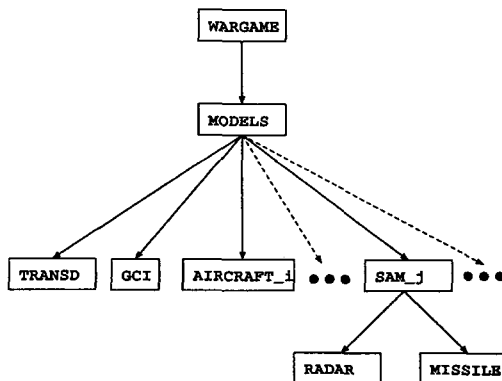 WARGAME
MODELS
TRANSD
GCI
AIRCRAFT_i
SAM_j
RADAR
MISSILE